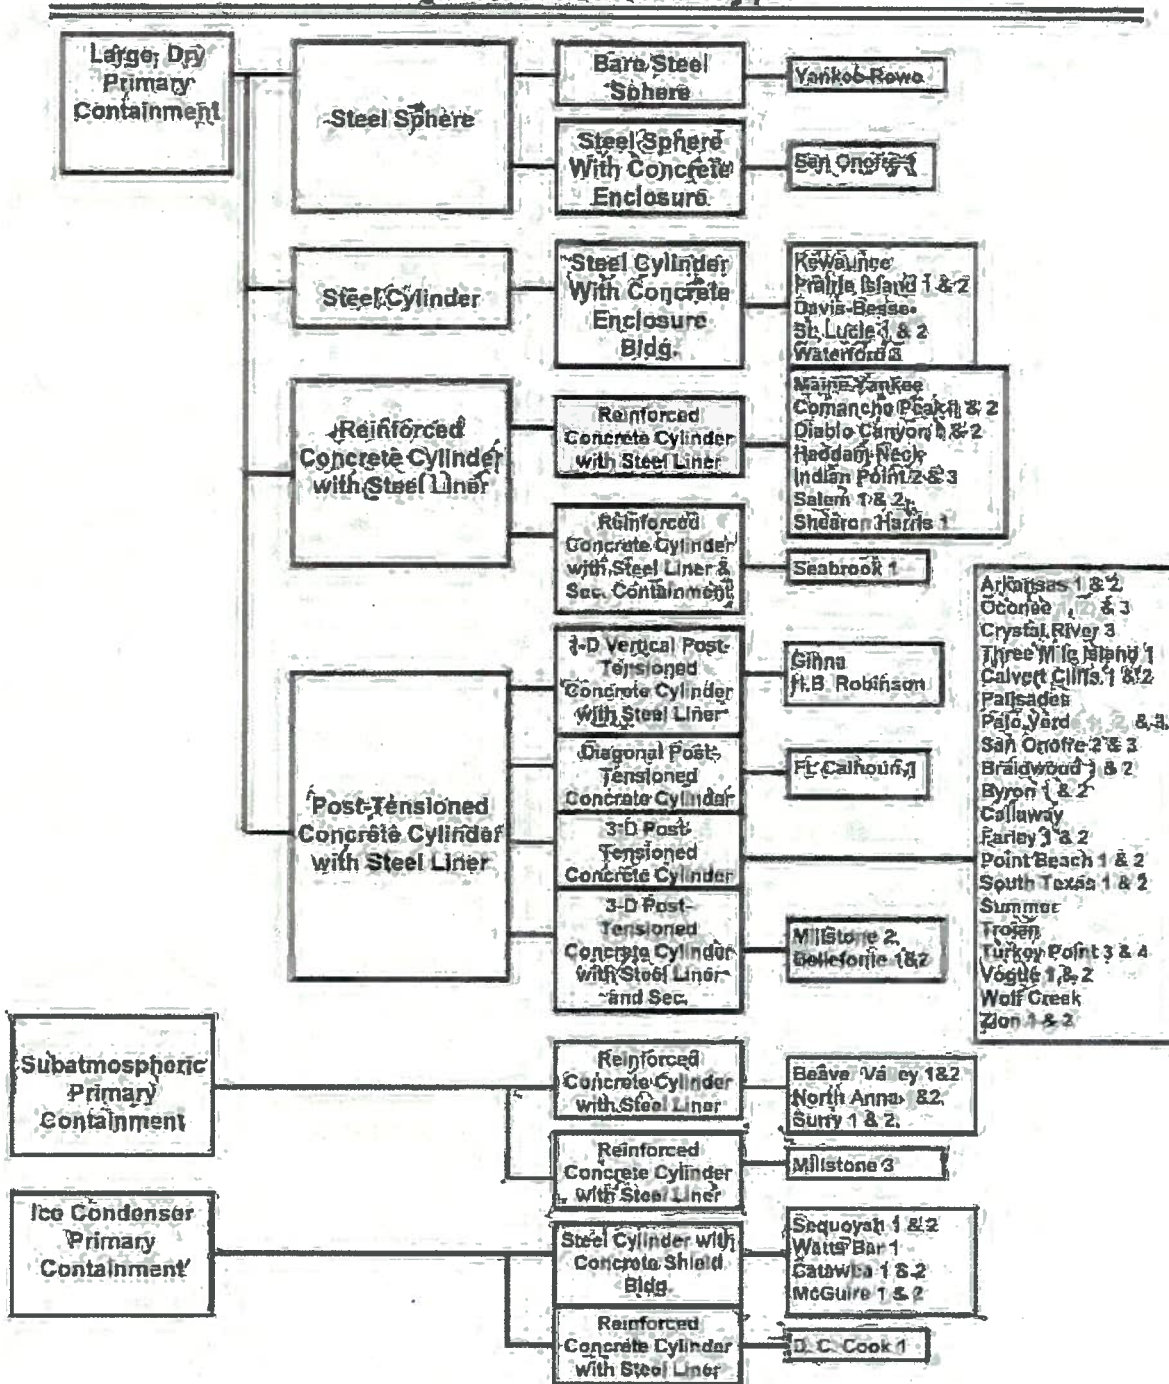 Large, Dry
Primary
Containment
Steel Sphere
Bare Steel
Sphere
Yankee Rowe
Steel Sphere
With Concrete
Enclosure
San Onofre 1
Steel Cylinder
Steel Cylinder
With Concrete
Enclosure
Bldg.
Kewaunee
Prairie Island 1 & 2
Davis-Besse
St. Lucie 1 & 2
Waterford 3
Reinforced
Concrete Cylinder
with Steel Liner
Reinforced
Concrete Cylinder
with Steel Liner
Maine Yankee
Comanche Peak 1 & 2
Diablo Canyon 1 & 2
Haddam Neck
Indian Point 2 & 3
Salem 1 & 2
Shearon Harris 1
Reinforced
Concrete Cylinder
with Steel Liner &
Sec. Containment
Seabrook 1
Post-Tensioned
Concrete Cylinder
with Steel Liner
Vertical Post-
Tensioned
Concrete Cylinder
with Steel Liner
Ginna
H.B. Robinson
Diagonal Post-
Tensioned
Concrete Cylinder
Ft. Calhoun 1
3-D Post-
Tensioned
Concrete Cylinder
Arkansas 1 & 2
Oconee 1, 2, & 3
Crystal River 3
Three Mile Island 1
Calvert Cliffs 1 & 2
Palisades
Palo Verd 2, & 3
San Onofre 2 & 3
Braidwood 1 & 2
Byron 1 & 2
Callaway
Farley & 2
Point Beach 1 & 2
South Texas 1 & 2
Summer
Trojan
Turkey Point 3 & 4
Vogtle 1 & 2
Wolf Creek
Zion 1 & 2
3-D Post-
Tensioned
Concrete Cylinder
with Steel Liner
and Sec.
Millstone 2
Bellefonte 1&2
Subatmospheric
Primary
Containment
Reinforced
Concrete Cylinder
with Steel Liner
Beaver Valley 1&2
North Anna 1&2
Surry 1 & 2
Reinforced
Concrete Cylinder
with Steel Liner
Millstone 3
Ice Condenser
Primary
Containment
Steel Cylinder with
Concrete Shield
Bldg.
Sequoyah 1 & 2
Watts Bar 1
Catawba 1 & 2
McGuire 1 & 2
Reinforced
Concrete Cylinder
with Steel Liner
D. C. Cook 1